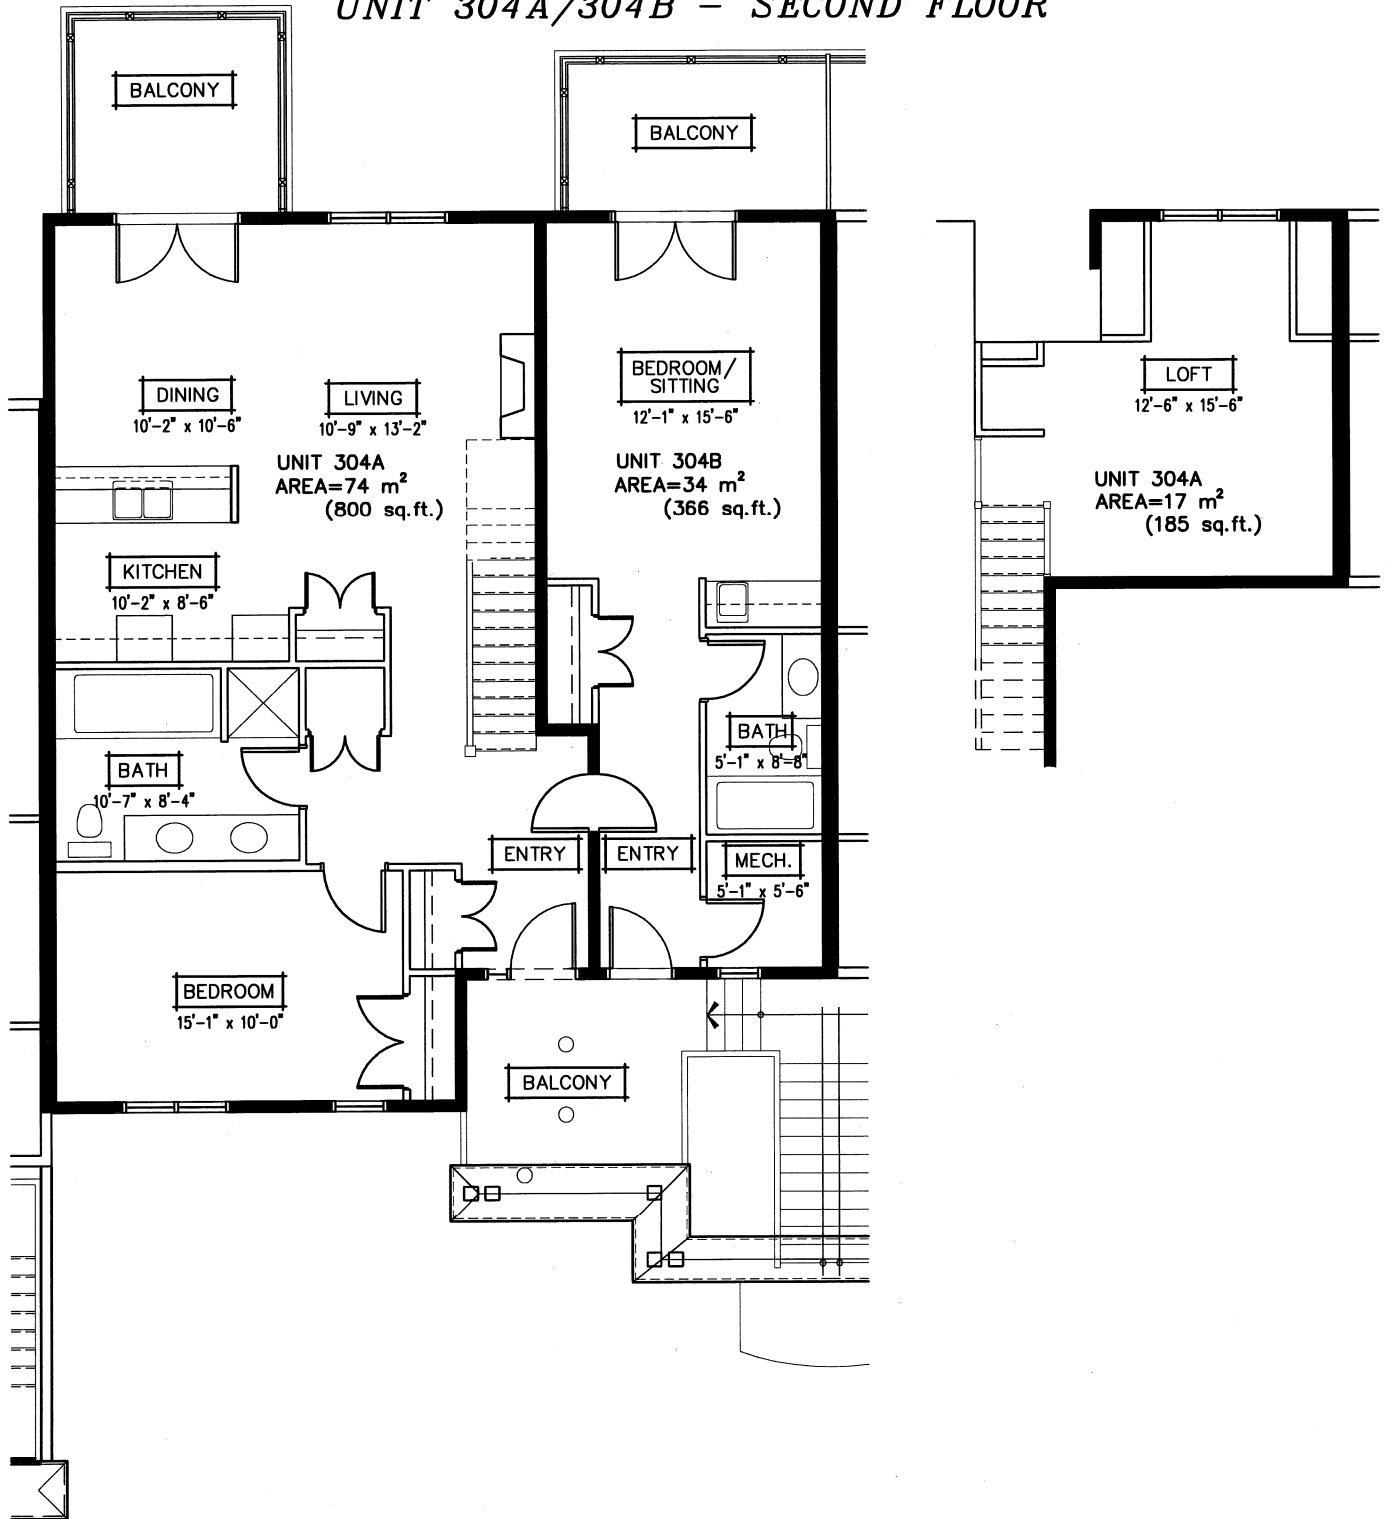 UNIT 304A/304B – SECOND FLOOR
BALCONY
BALCONY
BEDROOM/
SITTING
12'-1" x 15'-6"
LOFT
12'-6" x 15'-6"
DINING
10'-2" x 10'-6"
LIVING
10'-9" x 13'-2"
UNIT 304A
AREA=74 m²
(800 sq.ft.)
UNIT 304B
AREA=34 m²
(366 sq.ft.)
UNIT 304A
AREA=17 m²
(185 sq.ft.)
KITCHEN
10'-2" x 8'-6"
BATH
5'-1" x 8'-8"
BATH
10'-7" x 8'-4"
ENTRY
ENTRY
MECH.
5'-1" x 5'-6"
BEDROOM
15'-1" x 10'-0"
BALCONY